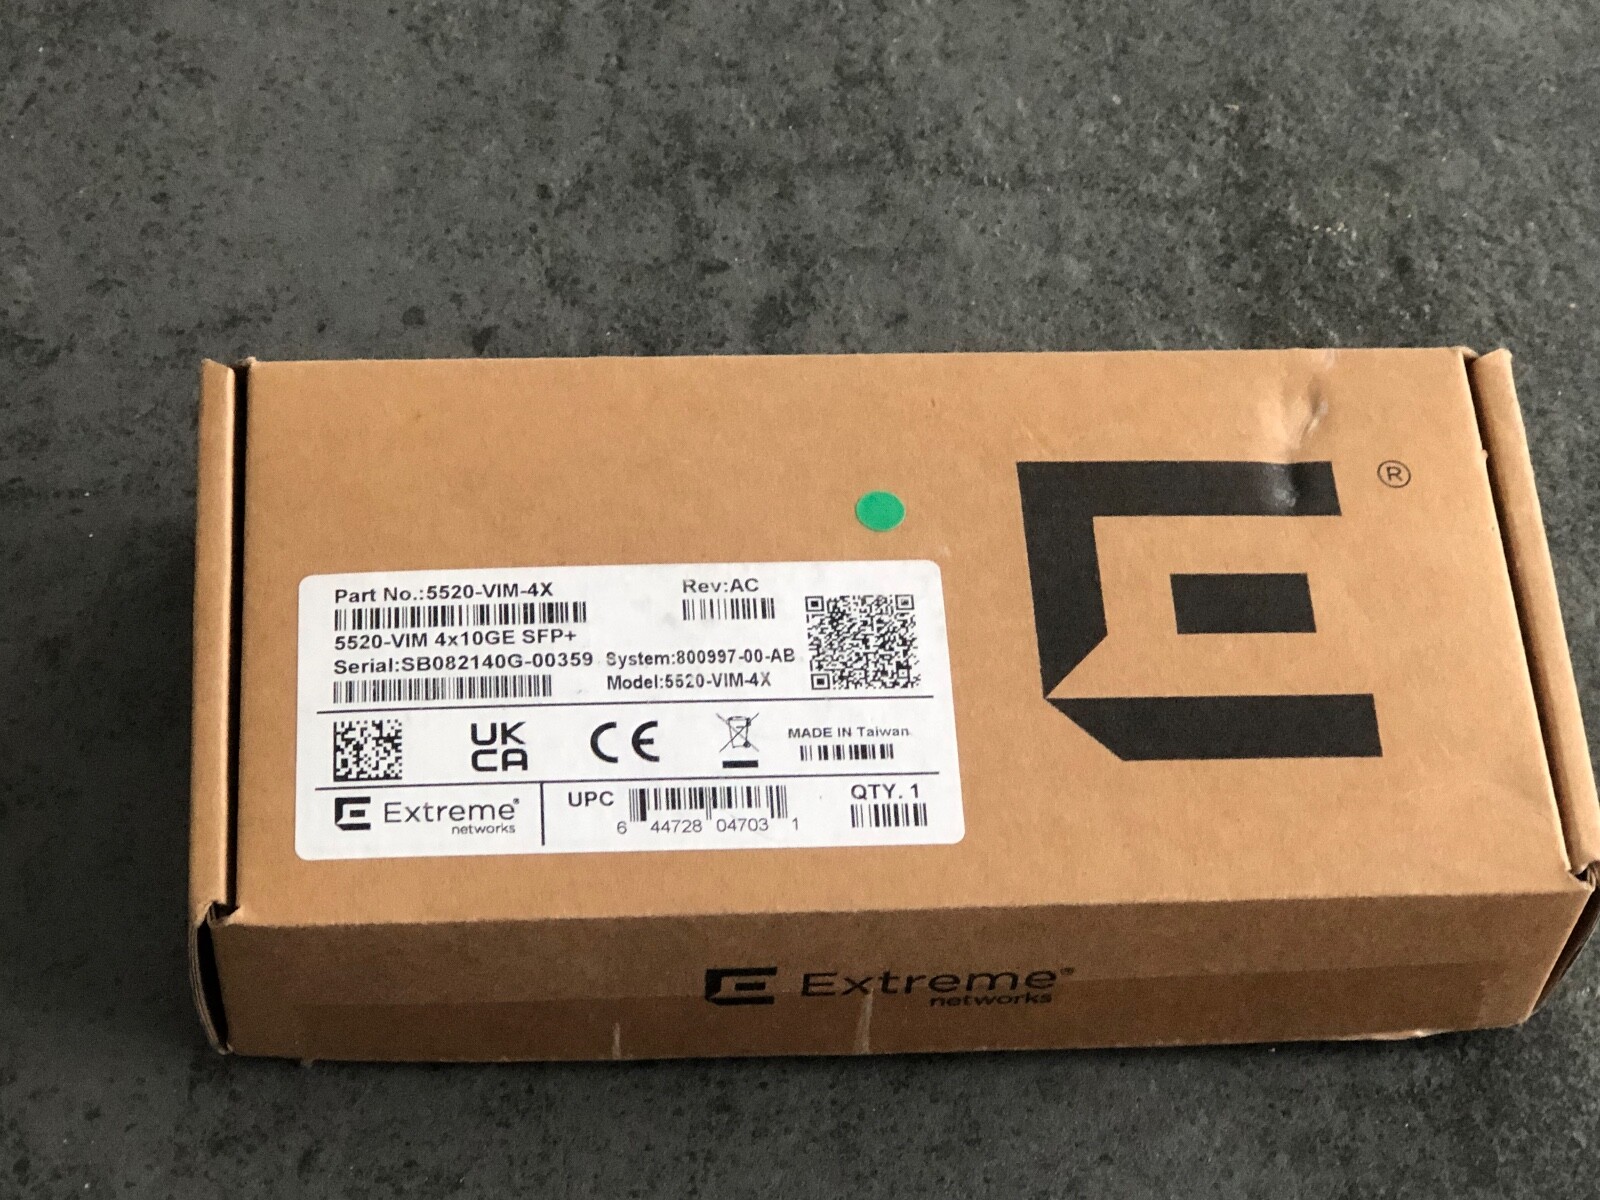 ®
Part No.:5520-VIM-4X
Rev:AC
5520-VIM 4x10GE SFP+
Serial:SB082140G-00359
System:800997-00-AB
Model:5520-VIM-4X
UK
CA
CE
MADE IN Taiwan
Extreme®
networks
UPC
6 44728 04703 1
QTY. 1
Extreme®
networks